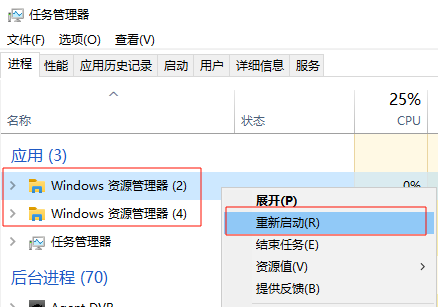 任务管理器
文件(F) 选项(O) 查看(V)
进程 性能 应用历史记录 启动 用户 详细信息 服务
25%
名称 状态 CPU
应用 (3)
Windows 资源管理器 (2) 0%
展开(P)
Windows 资源管理器 (4) 重新启动(R)
任务管理器 结束任务(E)
资源值(V)
后台进程 (70) 提供反馈(B)
Agent DVR